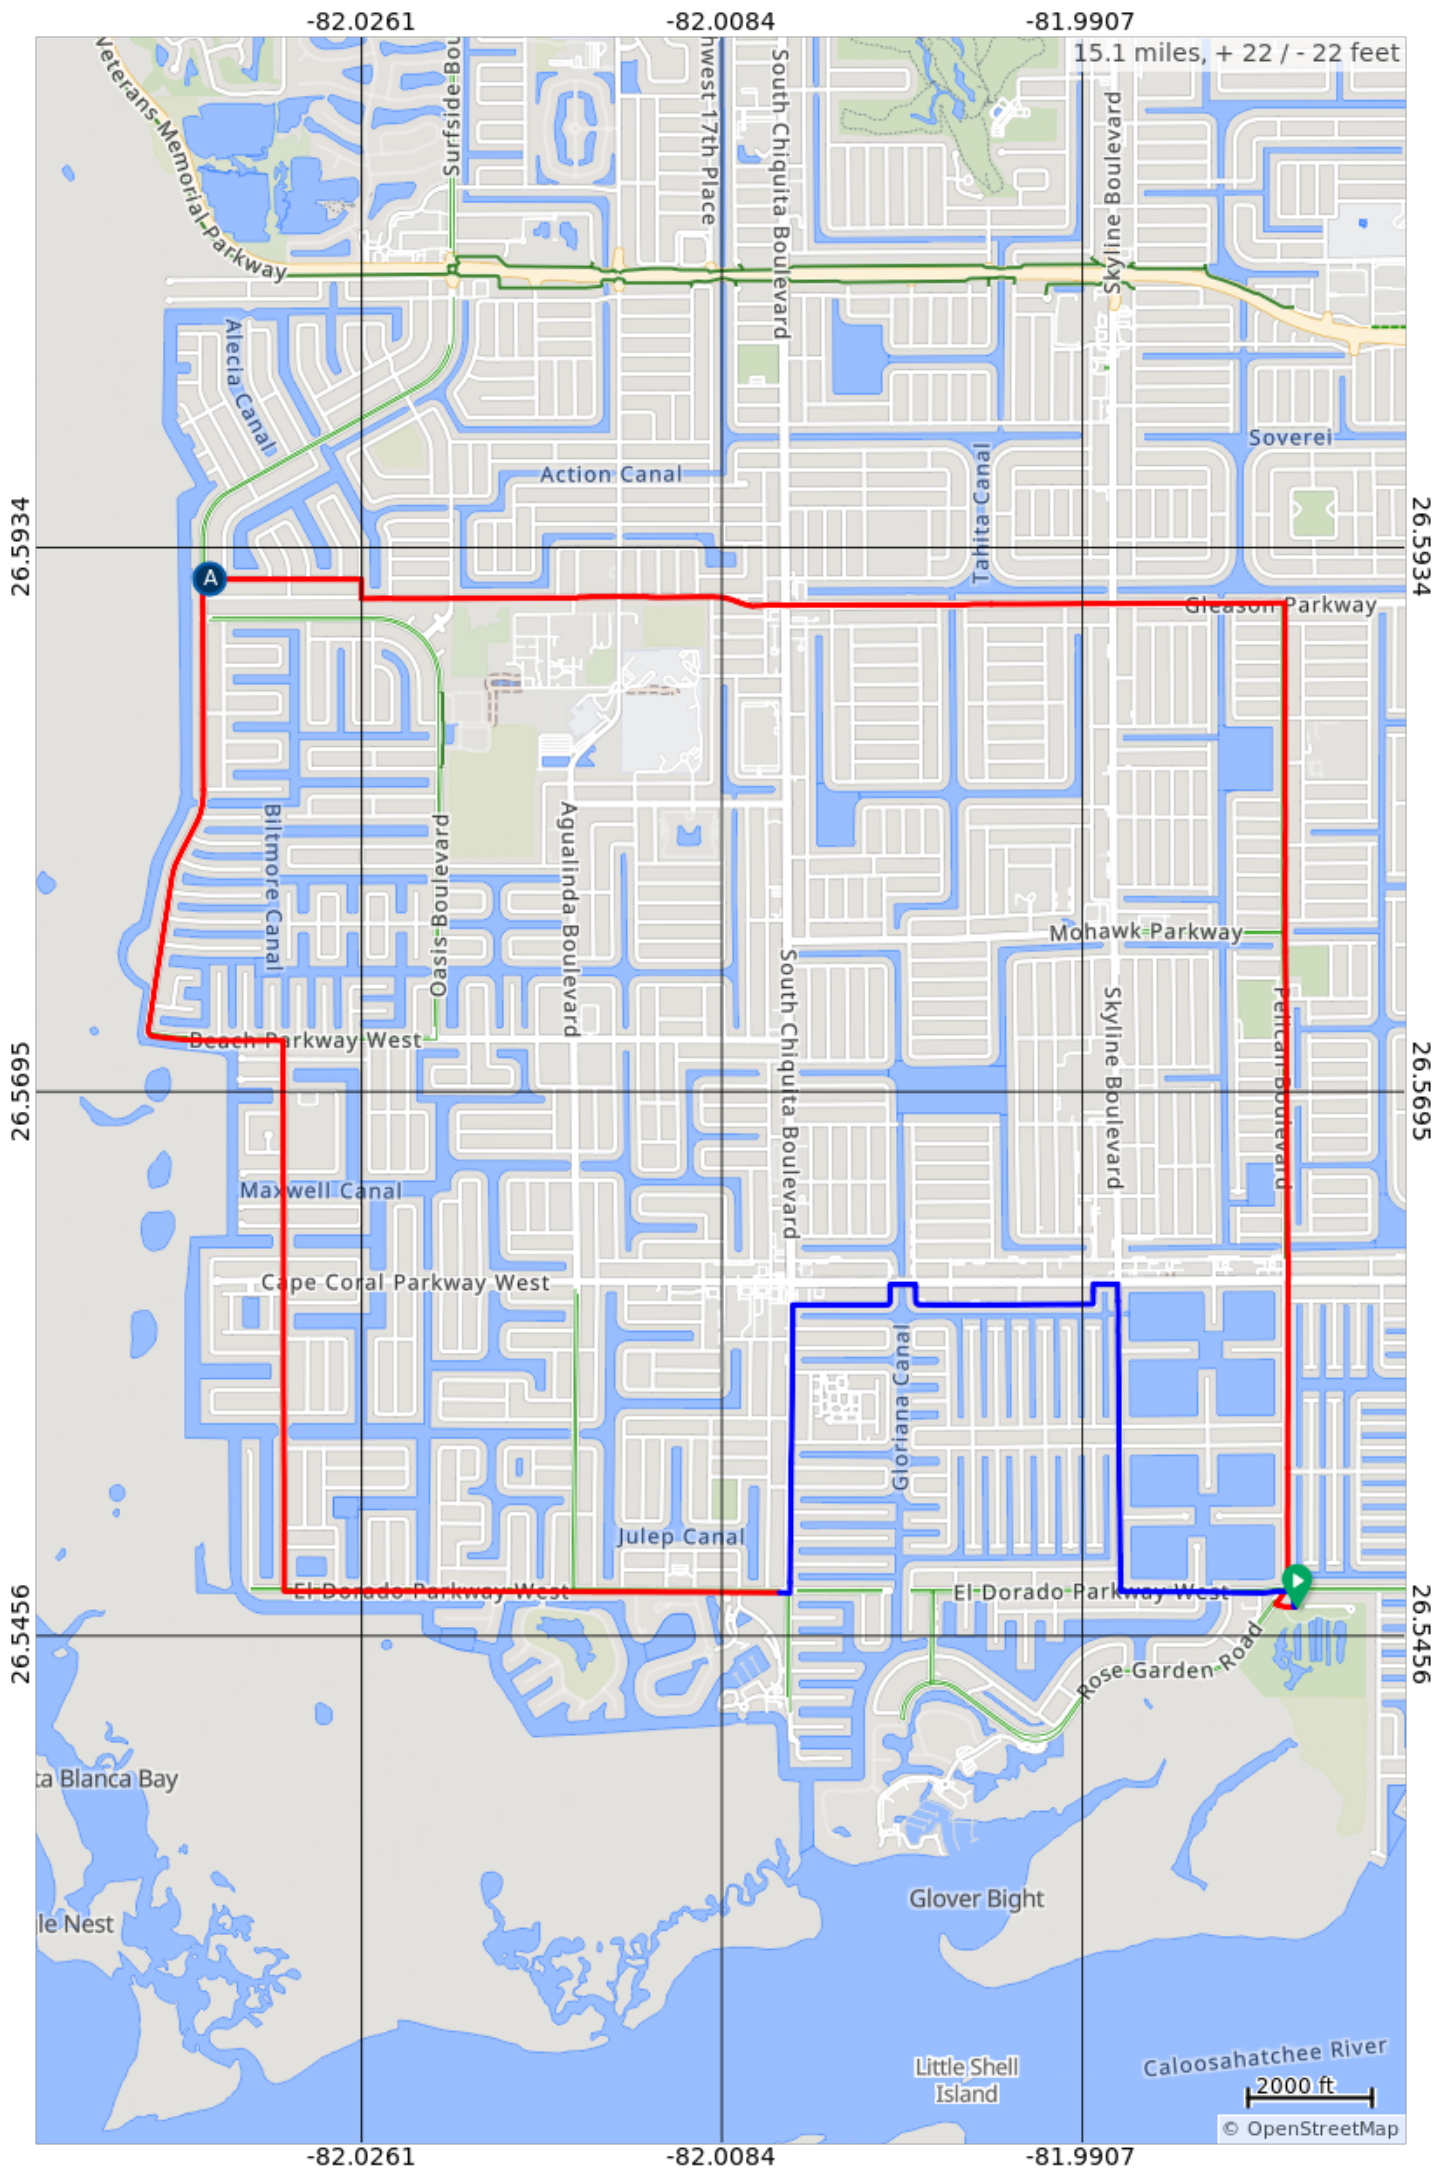 -82.0261
-82.0084
-81.9907
15.1 miles, + 22 / - 22 feet
Veterans Memorial Parkway
Surfside Bou
hwest 17th Place
South Chiquita Boulevard
Skyline Boulevard
Alecia Canal
Soverei
Action Canal
Tahiti Canal
26.5934
26.5934
A
Gleason Parkway
Biltmore Canal
Oasis Boulevard
Agualinda Boulevard
Mohawk Parkway
South Chiquita Boulevard
Skyline Boulevard
Pelican Boulevard
Beach Parkway West
26.5695
26.5695
Maxwell Canal
Cape Coral Parkway West
Gloriana Canal
Julep Canal
El Dorado Parkway West
El Dorado Parkway West
26.5456
26.5456
Rose Garden Road
ta Blanca Bay
Glover Bight
gle Nest
Little Shell
Island
Caloosahatchee River
2000 ft
© OpenStreetMap
-82.0261
-82.0084
-81.9907